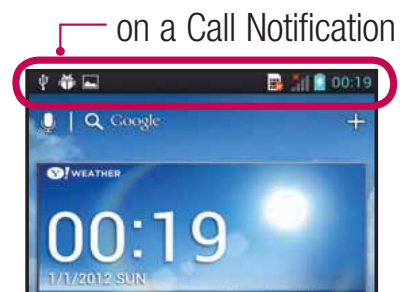 on a Call Notification
00:19
Google
Y! WEATHER
00:19
1/1/2012 SUN